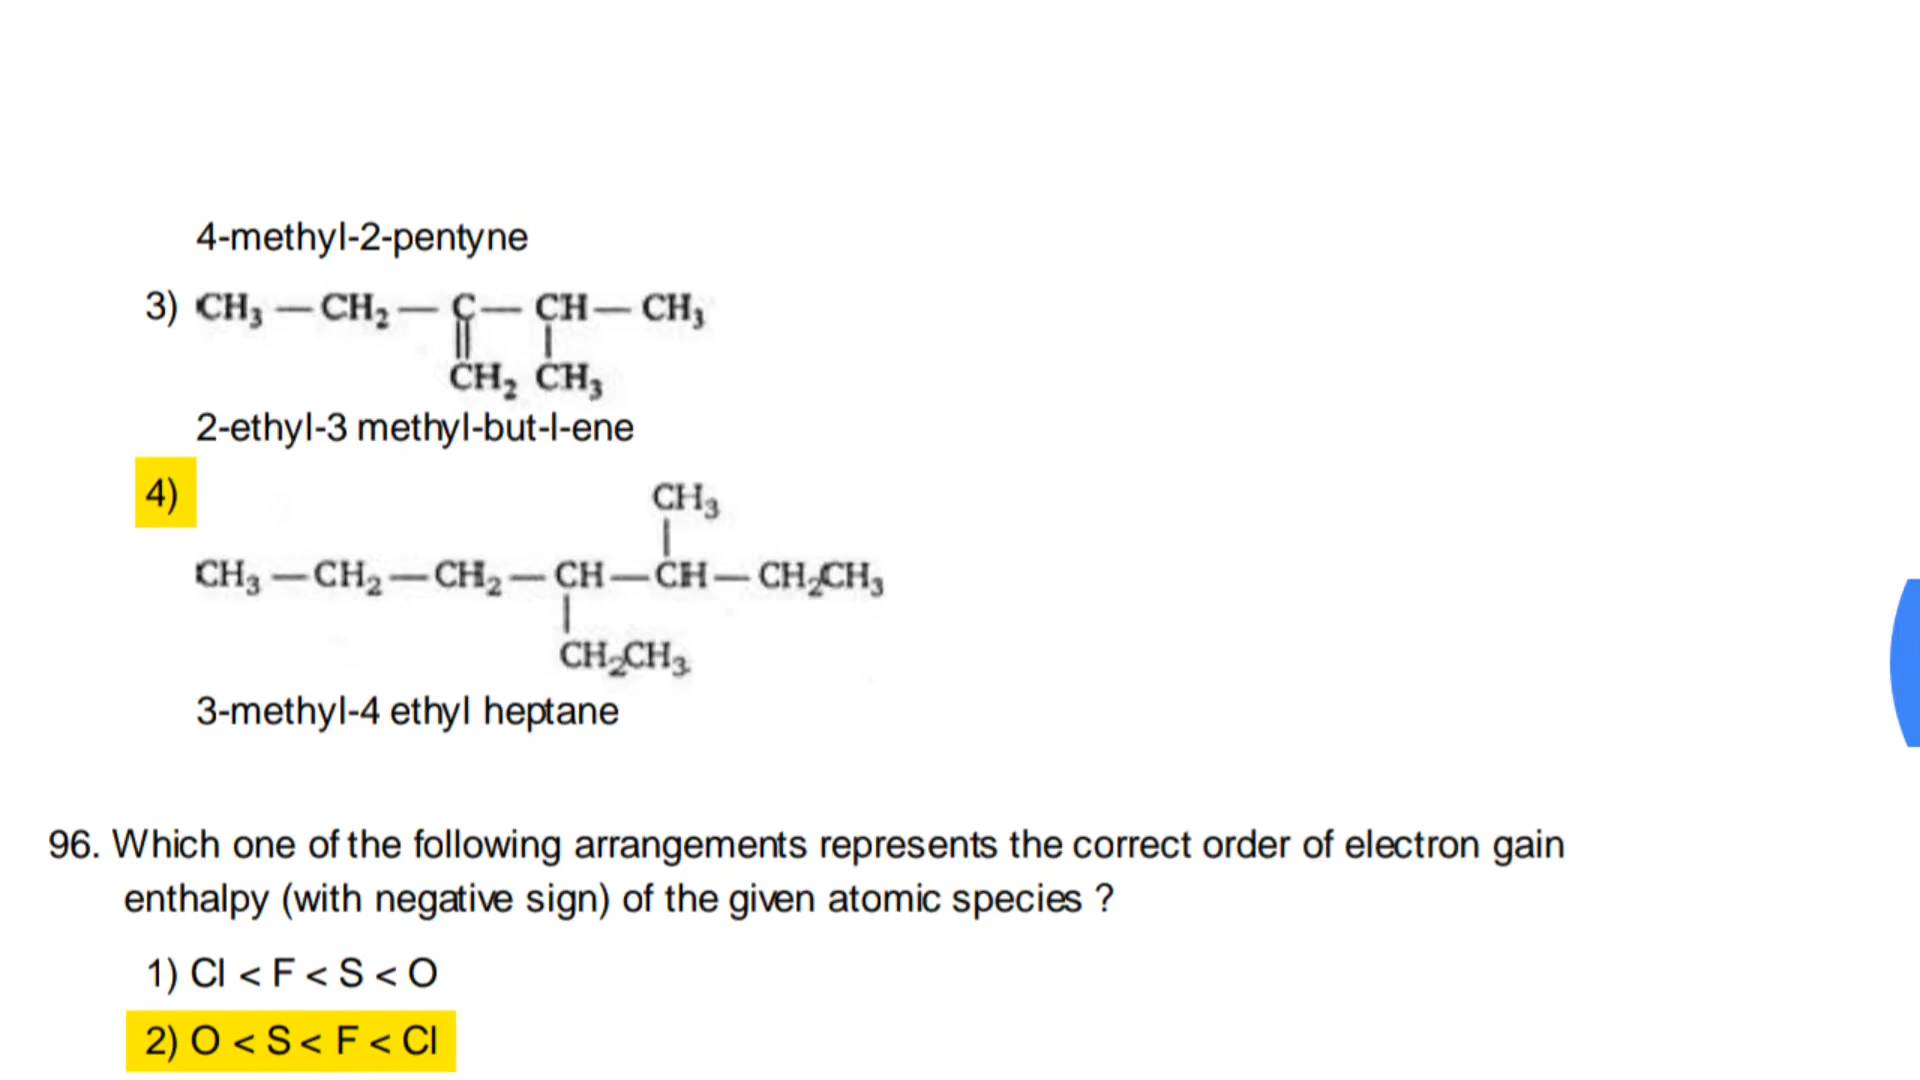 4-methyl-2-pentyne
3) CH₃ — CH₂ — C — CH — CH₃
CH₂ CH₃
2-ethyl-3 methyl-but-l-ene
4)
CH₃
CH₃ — CH₂ — CH₂ — CH — CH — CH₂CH₃
CH₂CH₃
3-methyl-4 ethyl heptane
96. Which one of the following arrangements represents the correct order of electron gain
enthalpy (with negative sign) of the given atomic species ?
1) Cl < F < S < O
2) O < S < F < Cl